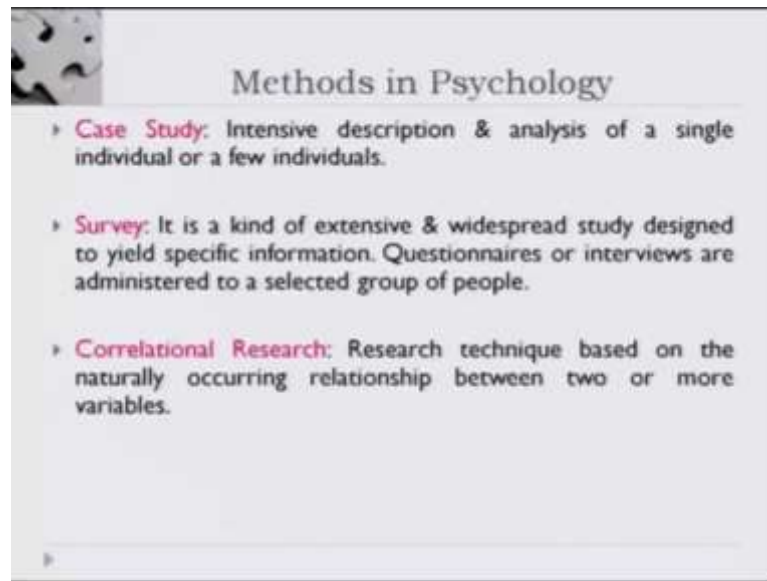 Methods in Psychology
Case Study: Intensive description & analysis of a single
individual or a few individuals.
Survey: It is a kind of extensive & widespread study designed
to yield specific information. Questionnaires or interviews are
administered to a selected group of people.
Correlational Research: Research technique based on the
naturally occurring relationship between two or more
variables.